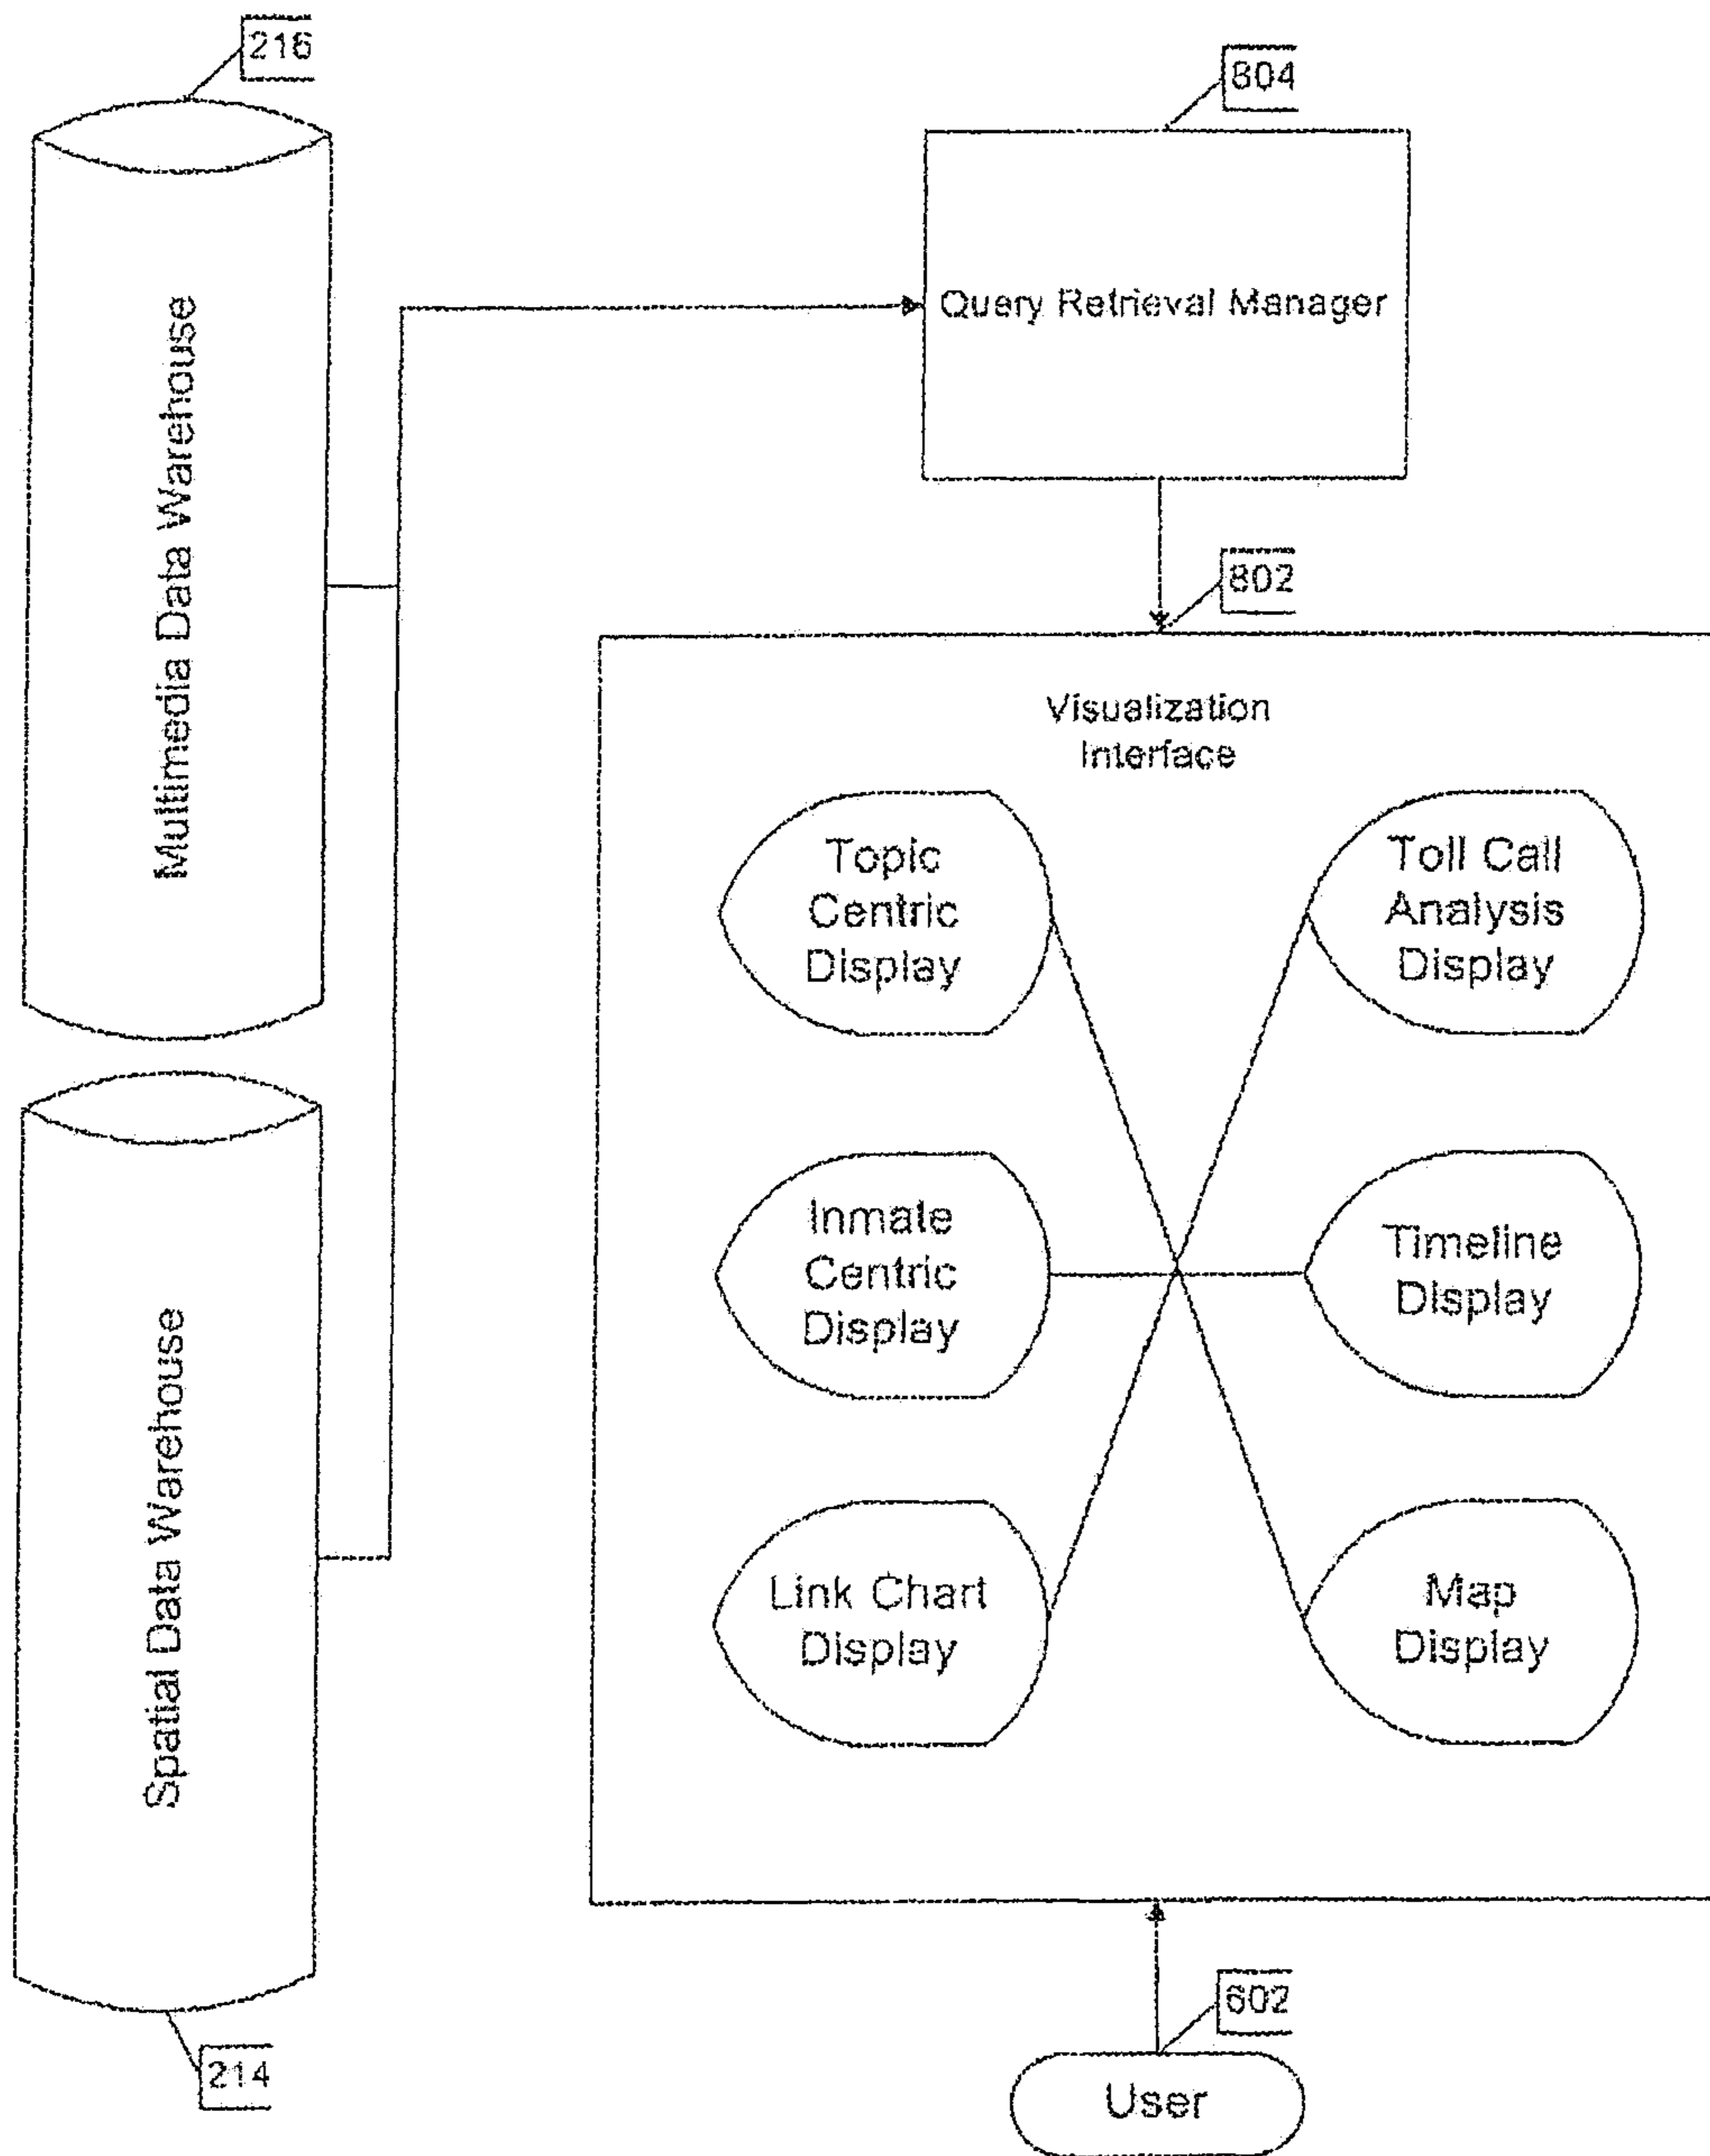 216
804
Multimedia Data Warehouse
Query Retrieval Manager
802
Visualization
Interface
Topic
Centric
Display
Toll Call
Analysis
Display
Inmate
Centric
Display
Timeline
Display
Spatial Data Warehouse
Link Chart
Display
Map
Display
602
214
User